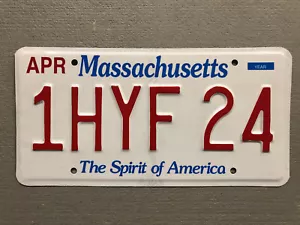 APR Massachusetts YEAR
1HYF 24
The Spirit of America